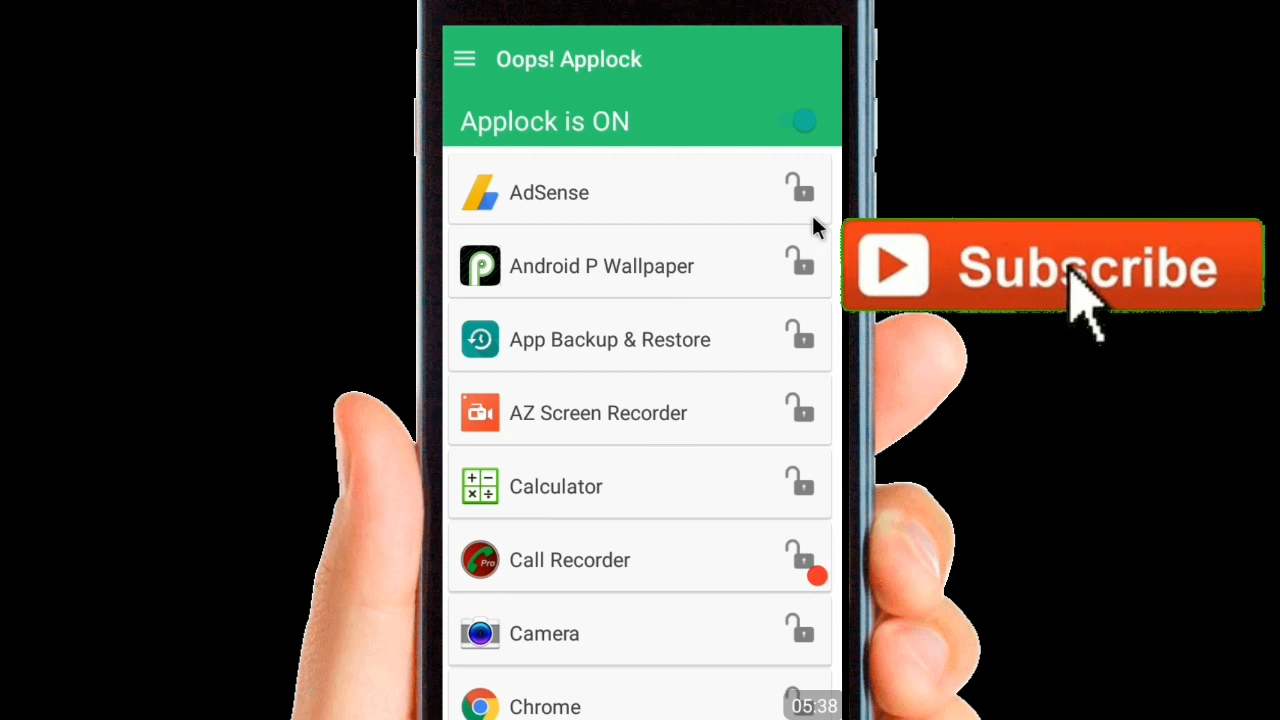 Oops! Applock
Applock is ON
AdSense
Android P Wallpaper
Subscribe
App Backup & Restore
AZ Screen Recorder
Calculator
Call Recorder
Pro
Camera
Chrome
05:38